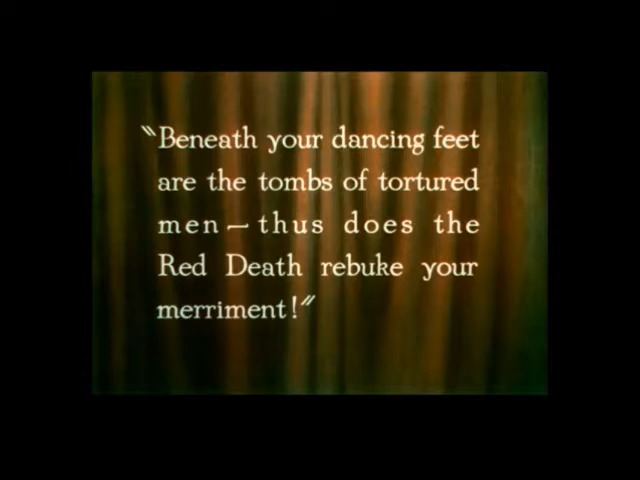 "Beneath your dancing feet
are the tombs of tortured
men — thus does the
Red Death rebuke your
merriment!"